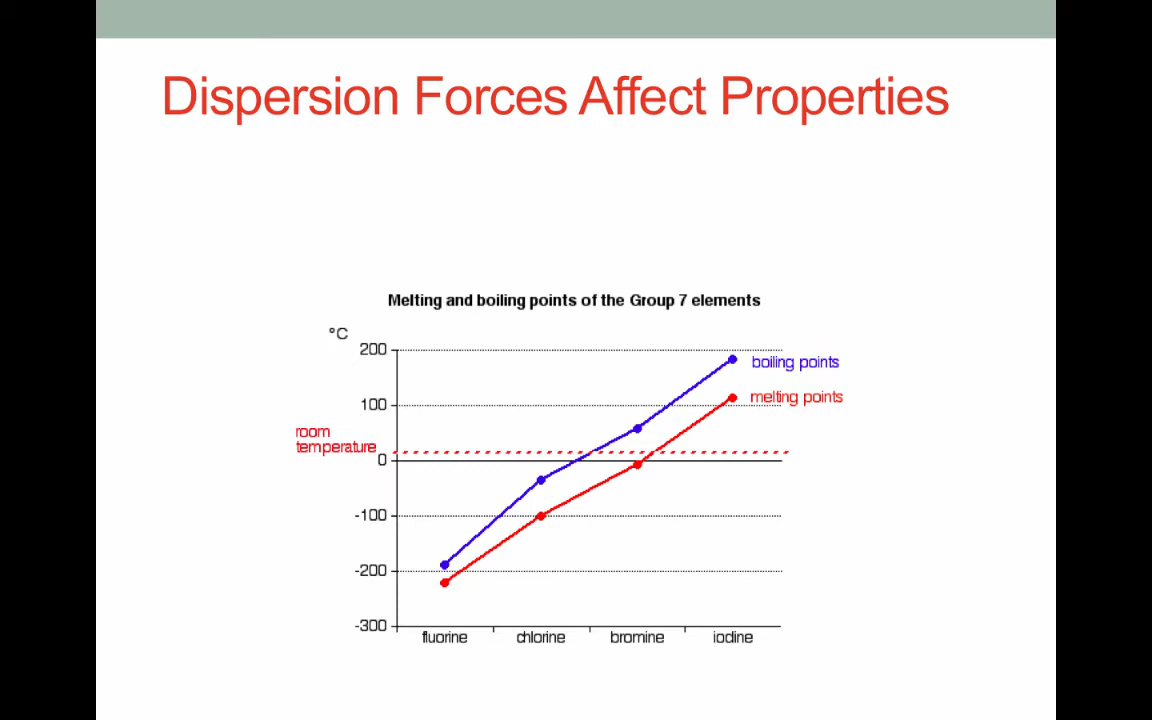 Dispersion Forces Affect Properties
Melting and boiling points of the Group 7 elements
°C
200
boiling points
100
melting points
room
temperature
0
-100
-200
-300
fluorine chlorine bromine iodine